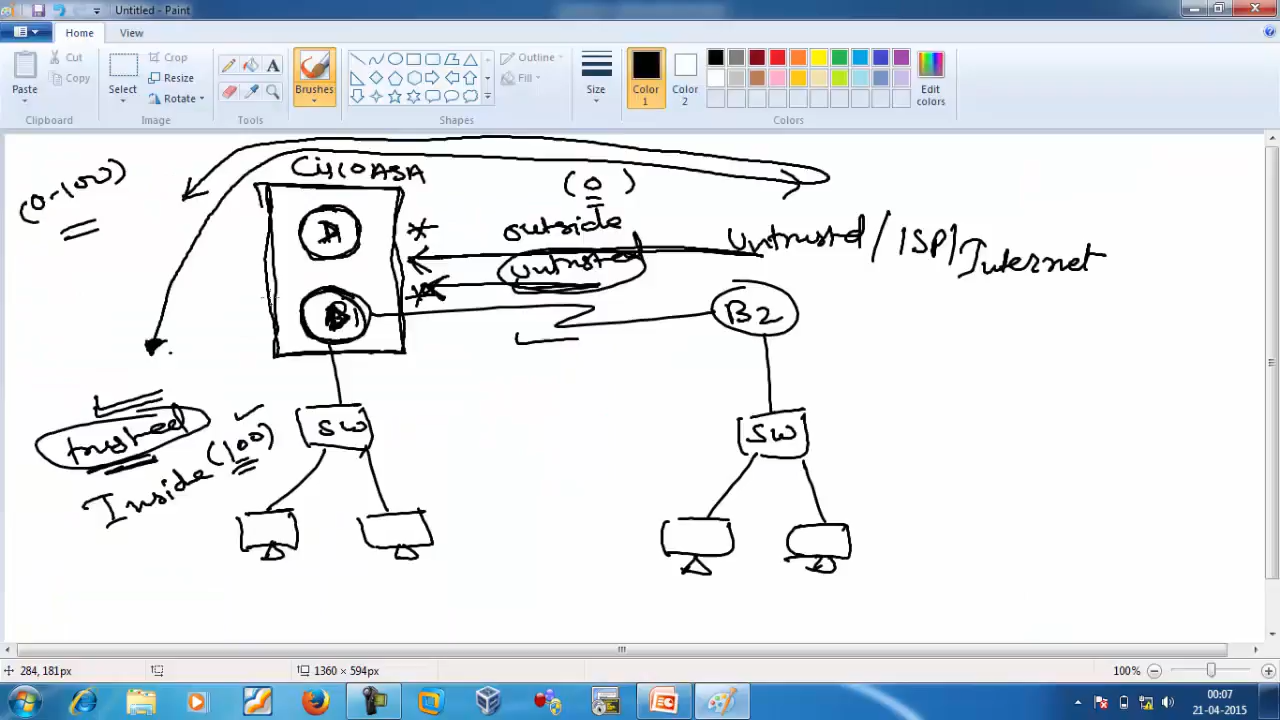 Untitled - Paint
Home
View
Paste
Cut
Copy
Clipboard
Select
Crop
Resize
Rotate
Image
Tools
Brushes
Shapes
Outline
Fill
Size
Color 1
Color 2
Edit colors
Colors
(0-100)
CiscoASA
(0)
A
outside
untrusted
untrusted / ISP / Internet
B1
B2
trusted
Inside (100)
SW
SW
284, 181px
1360 × 594px
100%
00:07
21-04-2015